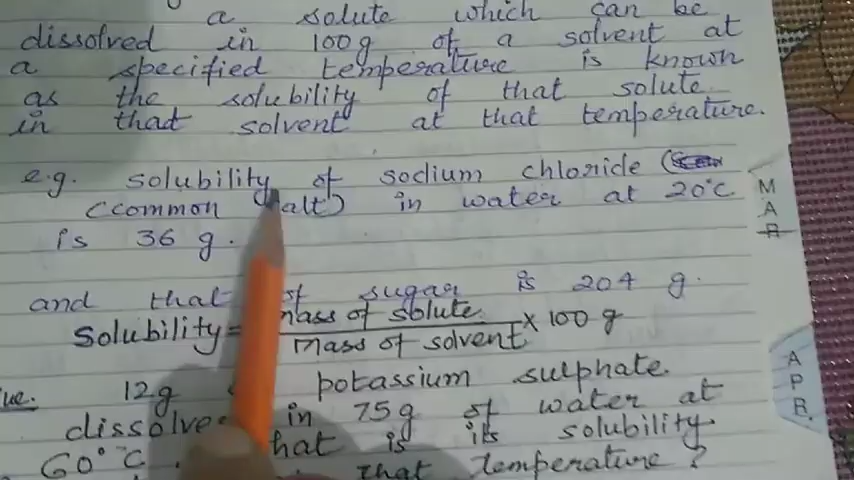 a solute which can be
dissolved in 100g of a solvent at
a specified temperature is known
as the solubility of that solute
in that solvent at that temperature.
e.g. solubility of sodium chloride (
(common salt) in water at 20°C
is 36 g.
and that of sugar is 204 g.
Solubility = mass of solute / Mass of solvent × 100 g
12g potassium sulphate
dissolve in 75g of water at
60°C. its solubility
that temperature?
MAR
APR